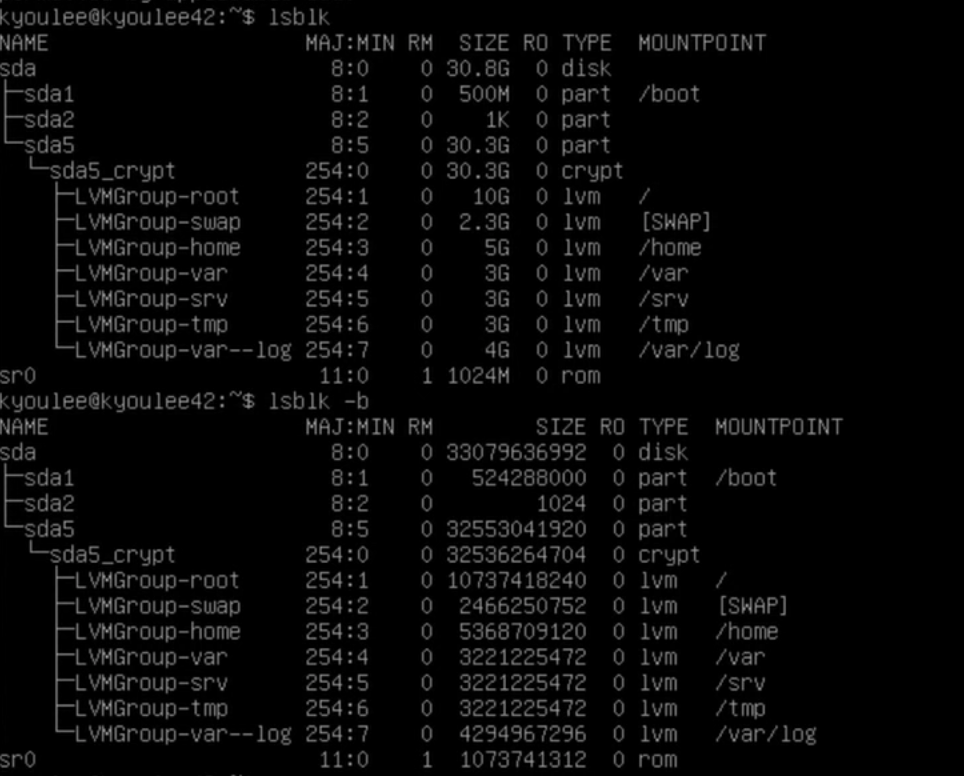 kyoulee@kyoulee42:~$ lsblk
NAME MAJ:MIN RM SIZE RO TYPE MOUNTPOINT
sda 8:0 0 30.8G 0 disk
├─sda1 8:1 0 500M 0 part /boot
├─sda2 8:2 0 1K 0 part
└─sda5 8:5 0 30.3G 0 part
└─sda5_crypt 254:0 0 30.3G 0 crypt
├─LVMGroup-root 254:1 0 10G 0 lvm /
├─LVMGroup-swap 254:2 0 2.3G 0 lvm [SWAP]
├─LVMGroup-home 254:3 0 5G 0 lvm /home
├─LVMGroup-var 254:4 0 3G 0 lvm /var
├─LVMGroup-srv 254:5 0 3G 0 lvm /srv
├─LVMGroup-tmp 254:6 0 3G 0 lvm /tmp
└─LVMGroup-var--log 254:7 0 4G 0 lvm /var/log
sr0 11:0 1 1024M 0 rom
kyoulee@kyoulee42:~$ lsblk -b
NAME MAJ:MIN RM SIZE RO TYPE MOUNTPOINT
sda 8:0 0 33079636992 0 disk
├─sda1 8:1 0 524288000 0 part /boot
├─sda2 8:2 0 1024 0 part
└─sda5 8:5 0 32553041920 0 part
└─sda5_crypt 254:0 0 32536264704 0 crypt
├─LVMGroup-root 254:1 0 10737418240 0 lvm /
├─LVMGroup-swap 254:2 0 2466250752 0 lvm [SWAP]
├─LVMGroup-home 254:3 0 5368709120 0 lvm /home
├─LVMGroup-var 254:4 0 3221225472 0 lvm /var
├─LVMGroup-srv 254:5 0 3221225472 0 lvm /srv
├─LVMGroup-tmp 254:6 0 3221225472 0 lvm /tmp
└─LVMGroup-var--log 254:7 0 4294967296 0 lvm /var/log
sr0 11:0 1 1073741312 0 rom